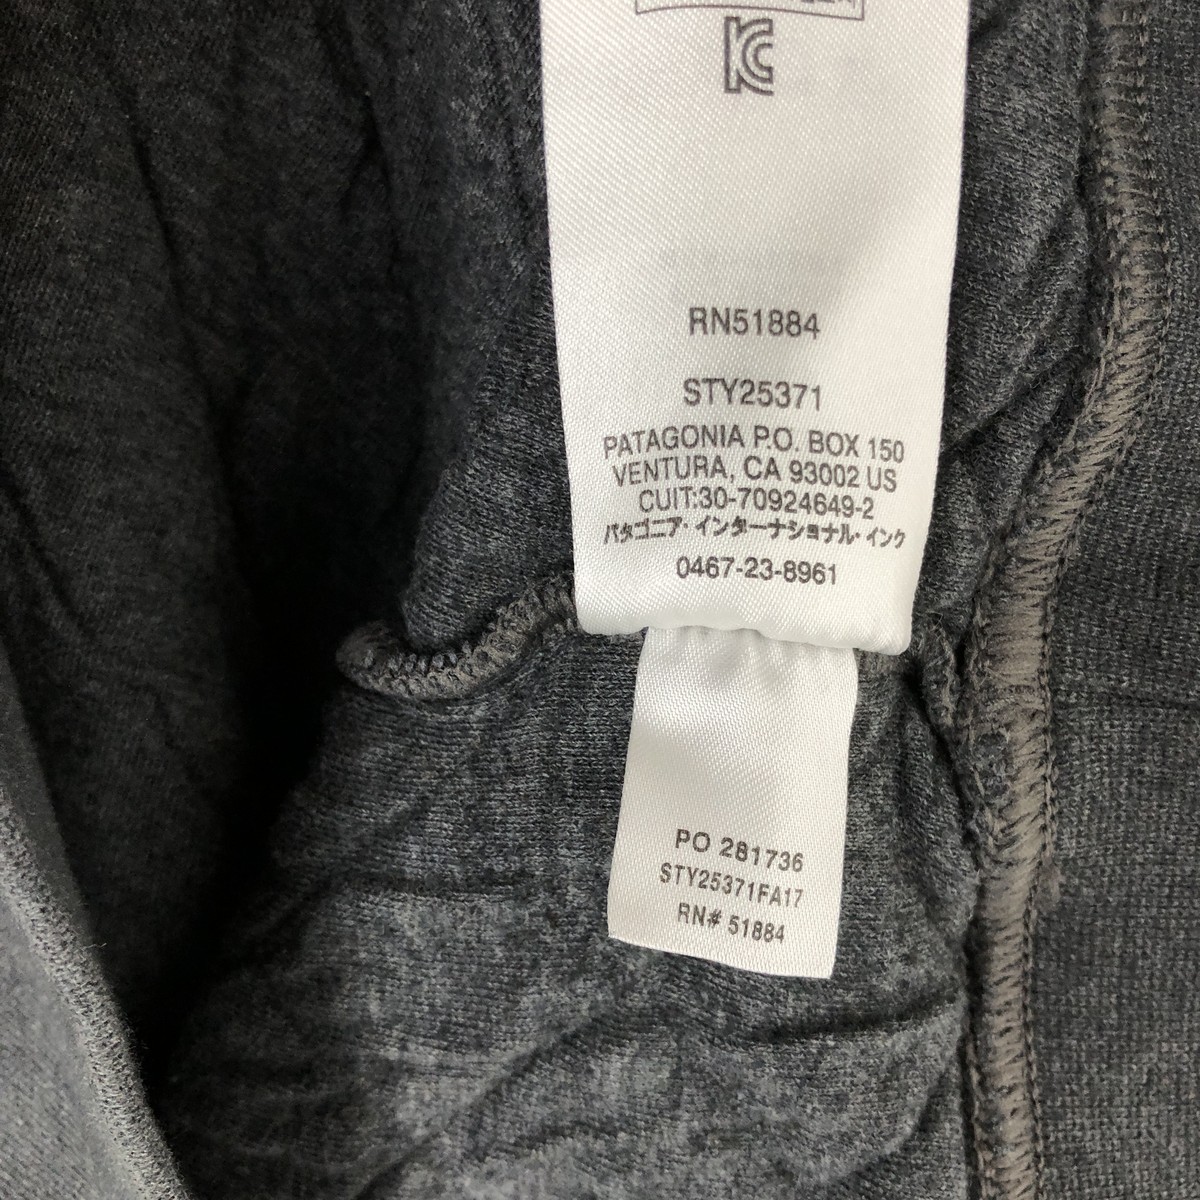 RN51884
STY25371
PATAGONIA P.O. BOX 150
VENTURA, CA 93002 US
CUIT:30-70924649-2
パタゴニア・インターナショナル・インク
0467-23-8961
PO 281736
STY25371FA17
RN# 51884